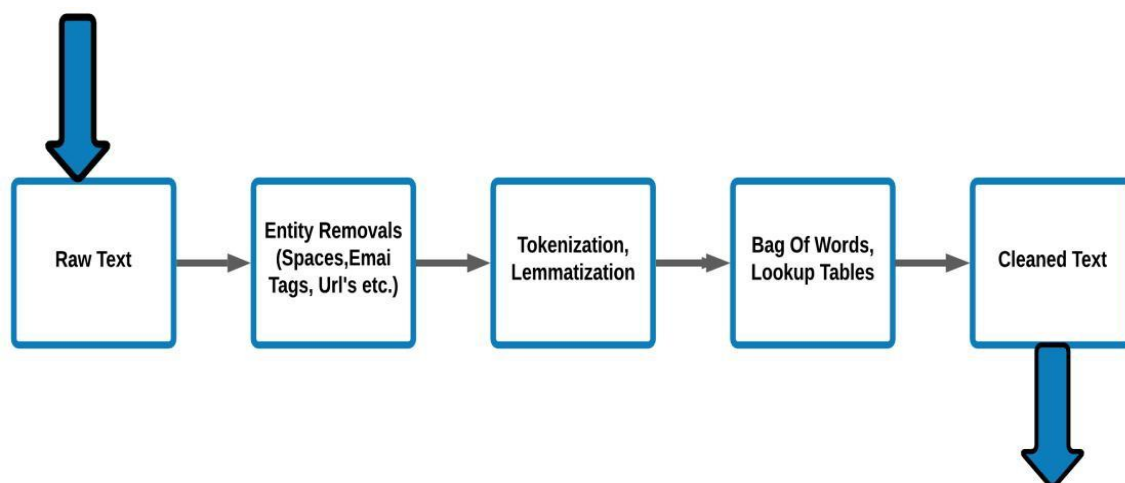 Raw Text
Entity Removals
(Spaces,Emai
Tags, Url's etc.)
Tokenization,
Lemmatization
Bag Of Words,
Lookup Tables
Cleaned Text